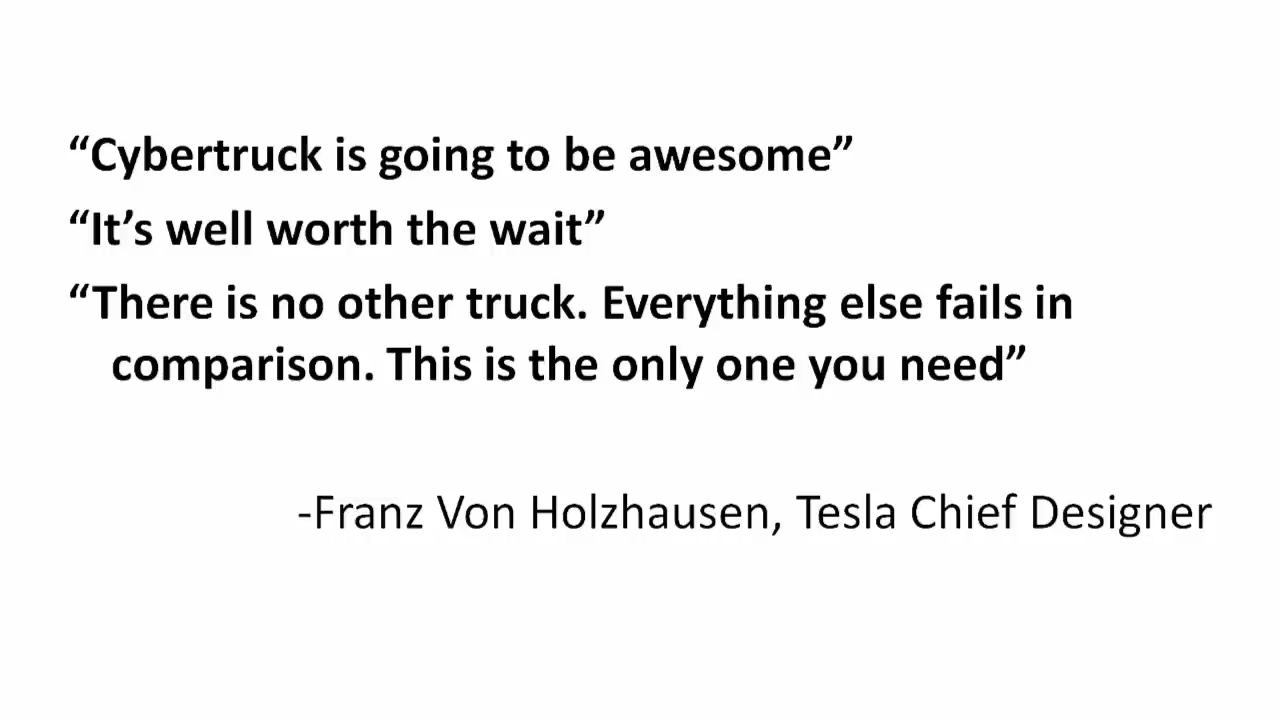 “Cybertruck is going to be awesome”
“It’s well worth the wait”
“There is no other truck. Everything else fails in
comparison. This is the only one you need”
-Franz Von Holzhausen, Tesla Chief Designer